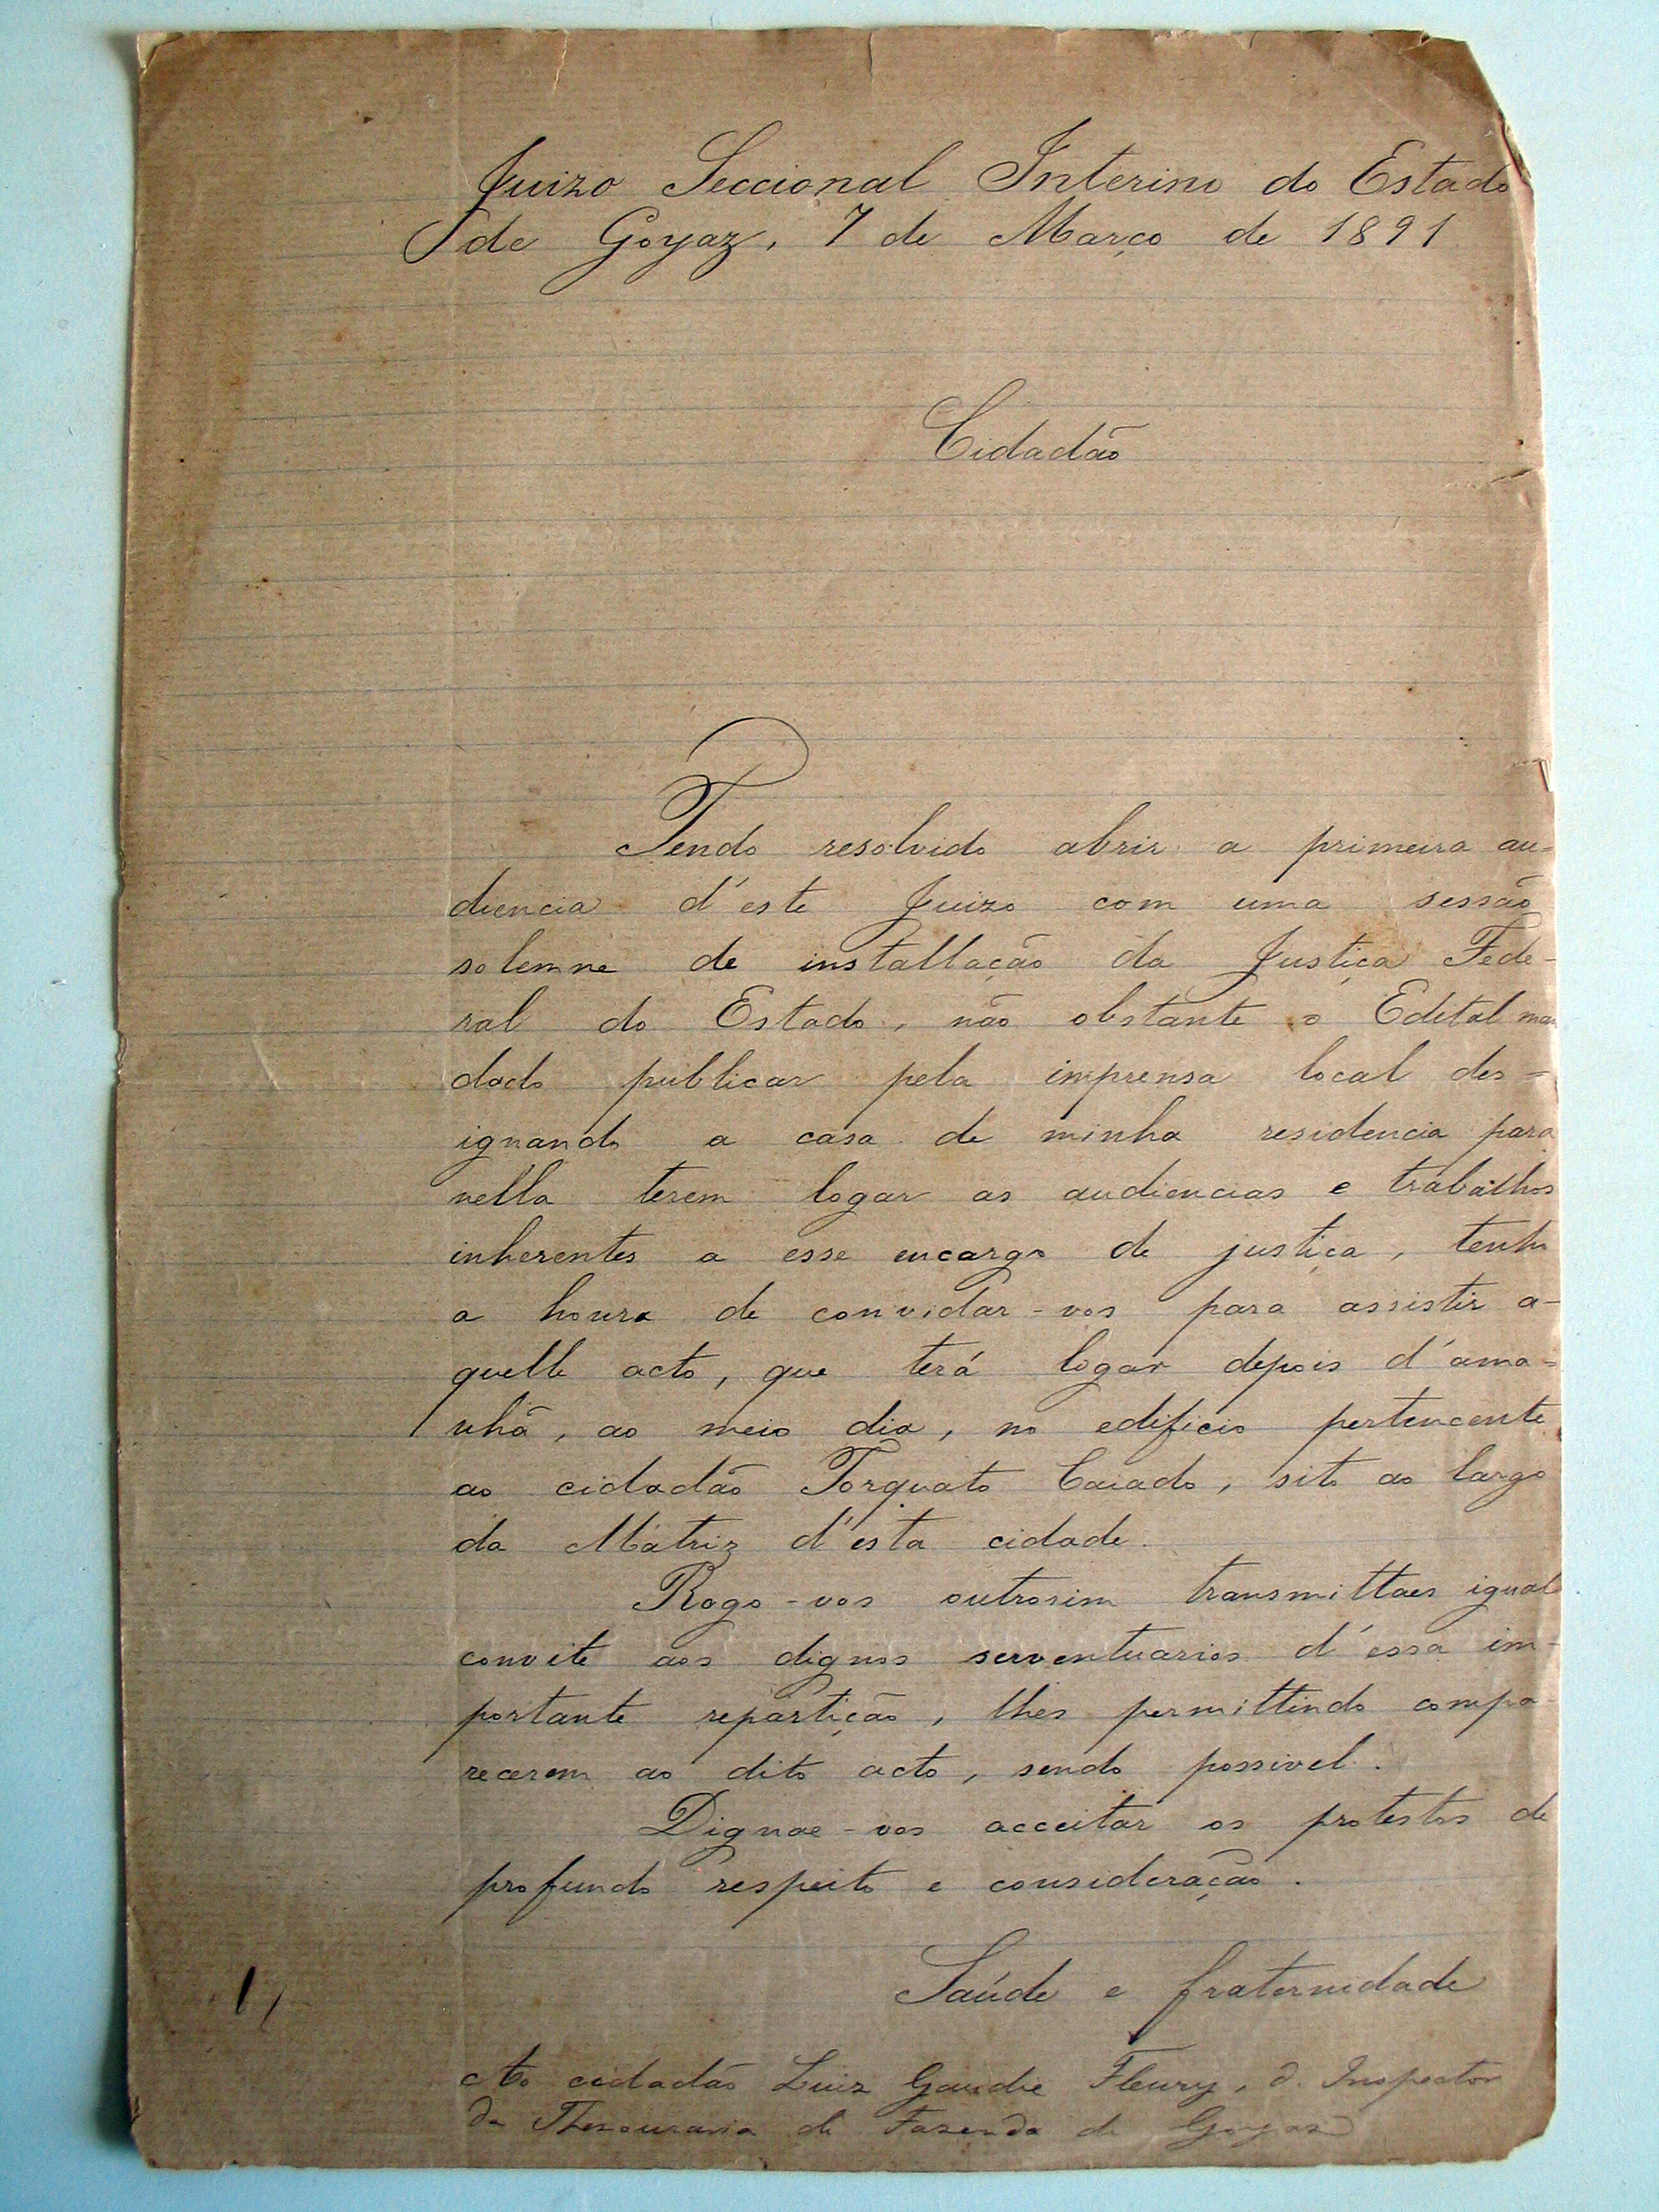 Juizo Seccional Interino do Estado
de Goyaz, 7 de Março de 1891
Cidadão
Tendo resolvido abrir a primeira au-
diencia d'este Juizo com uma sessão
solemne de installação da Justiça Fede-
ral do Estado, não obstante o Edital man
dado publicar pela imprensa local des-
ignando a casa de minha residencia para
nella terem logar as audiencias e trabalhos
inherentes a esse encargo de justiça, tenho
a honra de convidar-vos para assistir a-
quelle acto, que terá logar depois d'ama-
nhã, ao meio dia, no edificio pertencente
ao cidadão Torquato Caiado, sito ao largo
da Matriz d'esta cidade.
Rogo-vos outrosim transmittaes igual
convite aos dignos serventuarios d'essa im-
portante repartição, lhes permittindo compa-
recerem ao dito acto, sendo possivel.
Dignae-vos acceitar os protestos de
profundo respeito e consideração.
Saúde e fraternidade
Ao cidadão Luiz Gaudie Fleury, d. Inspector
da Thesouraria de Fazenda de Goyaz